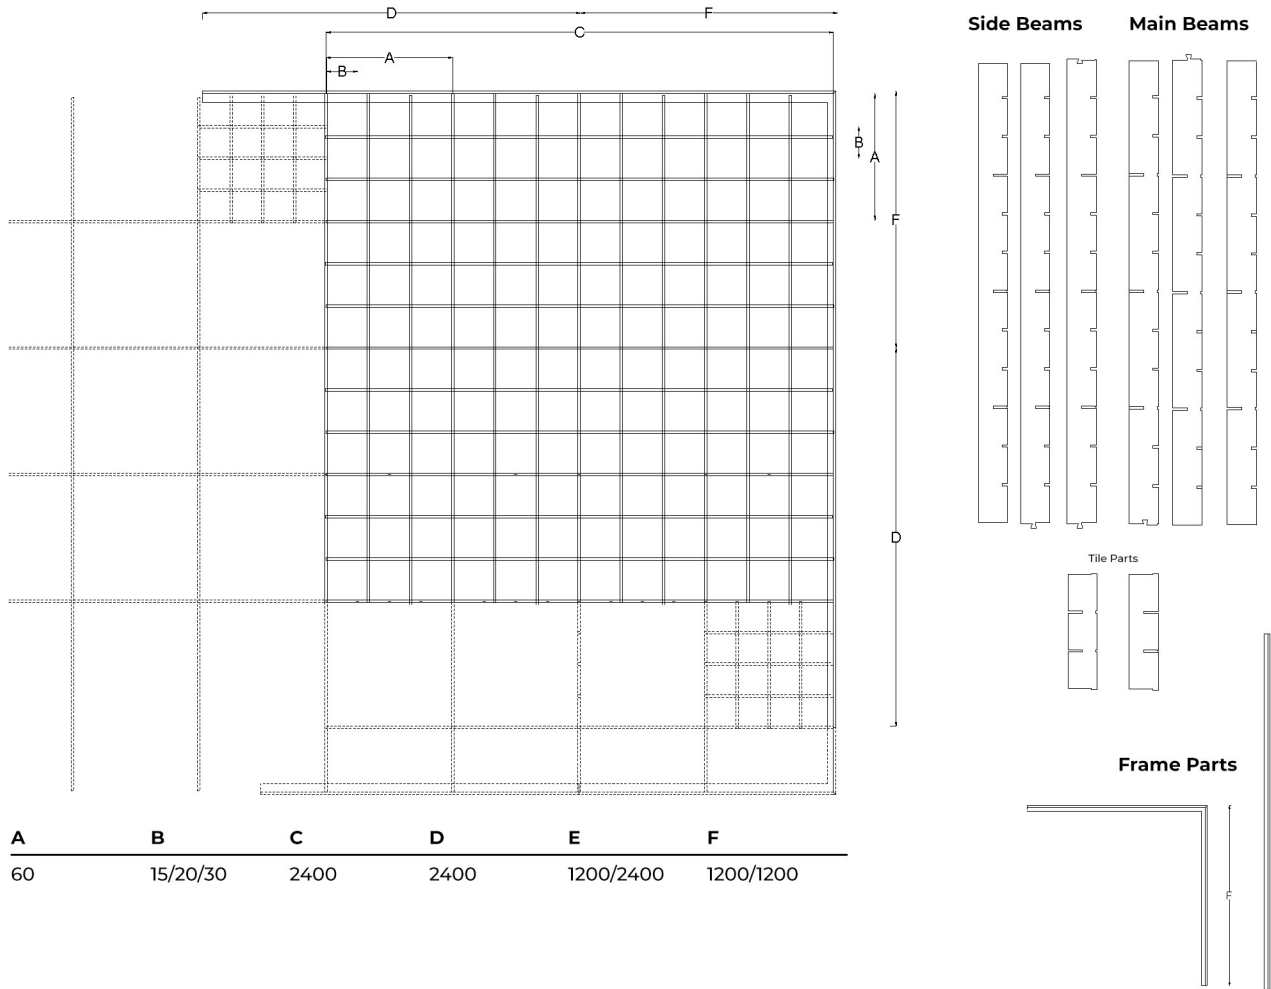 D F
C
A
B
Side Beams Main Beams
B
A
F
D
Tile Parts
Frame Parts
F
A B C D E F
60 15/20/30 2400 2400 1200/2400 1200/1200